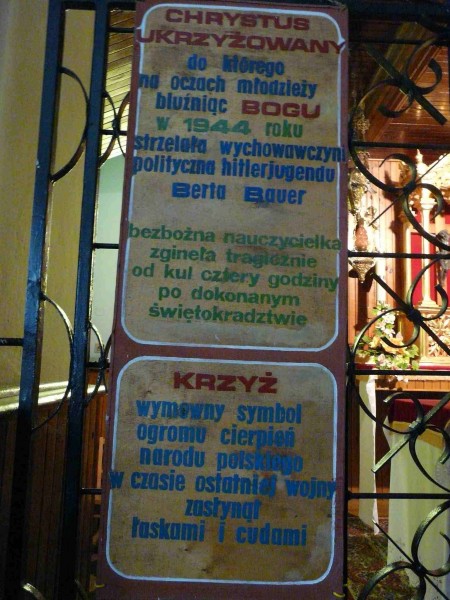 CHRYSTUS
UKRZYŻOWANY
do którego
na oczach młodzieży
bluźniąc BOGU
w 1944 roku
strzelała wychowawczyni
polityczna hitlerjugendu
Berta Bauer
bezbożna nauczycielka
zginęła tragicznie
od kul cztery godziny
po dokonanym
świętokradztwie
KRZYŻ
wymowny symbol
ogromu cierpień
narodu polskiego
w czasie ostatniej wojny
zasłynął
łaskami i cudami